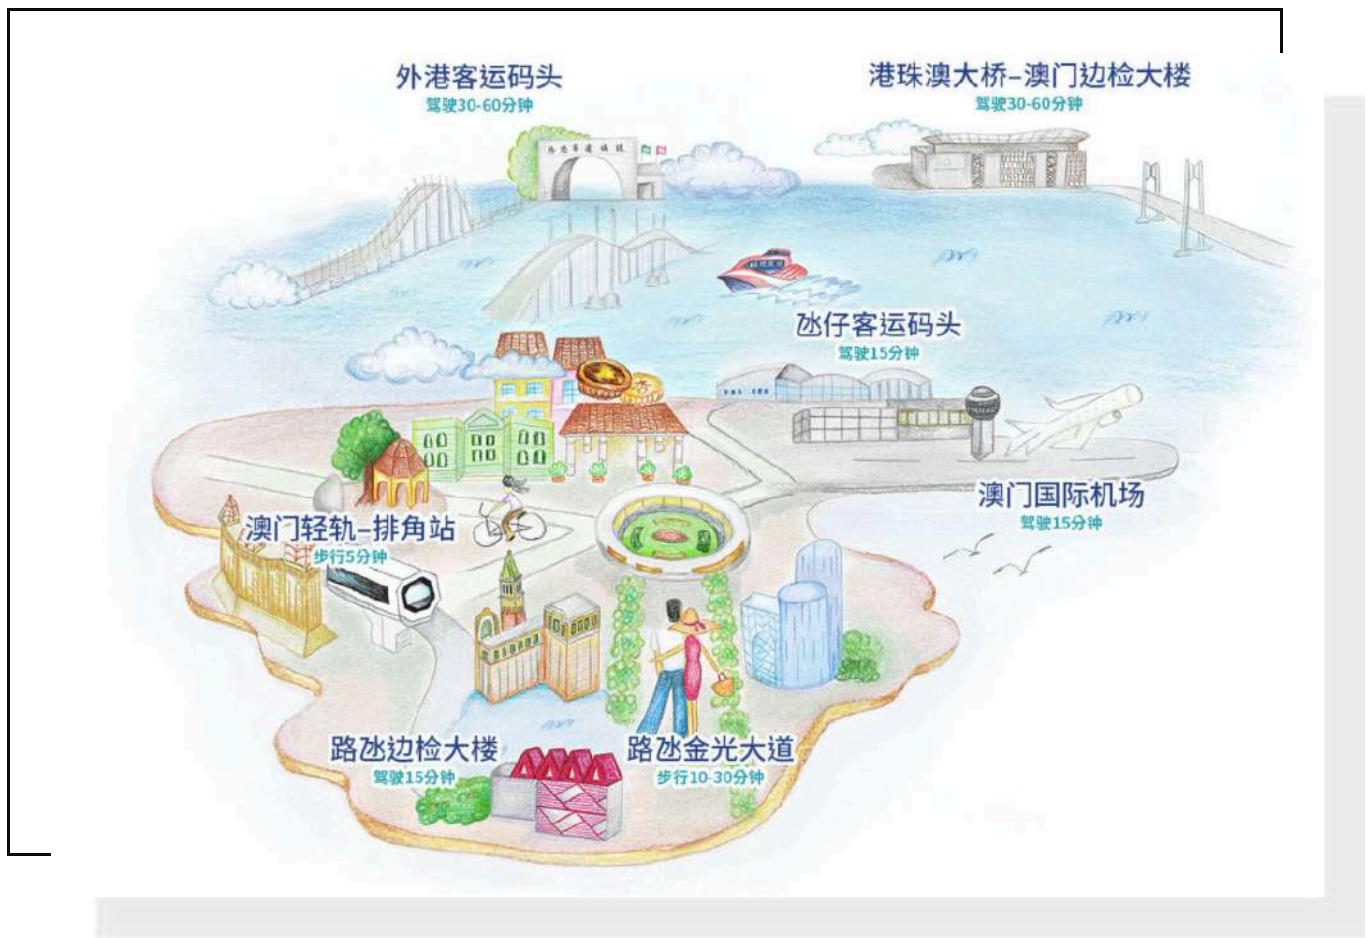 外港客运码头
驾驶30-60分钟
港珠澳大桥-澳门边检大楼
驾驶30-60分钟
氹仔客运码头
驾驶15分钟
澳门国际机场
驾驶15分钟
澳门轻轨-排角站
步行5分钟
路氹边检大楼
驾驶15分钟
路氹金光大道
步行10-30分钟